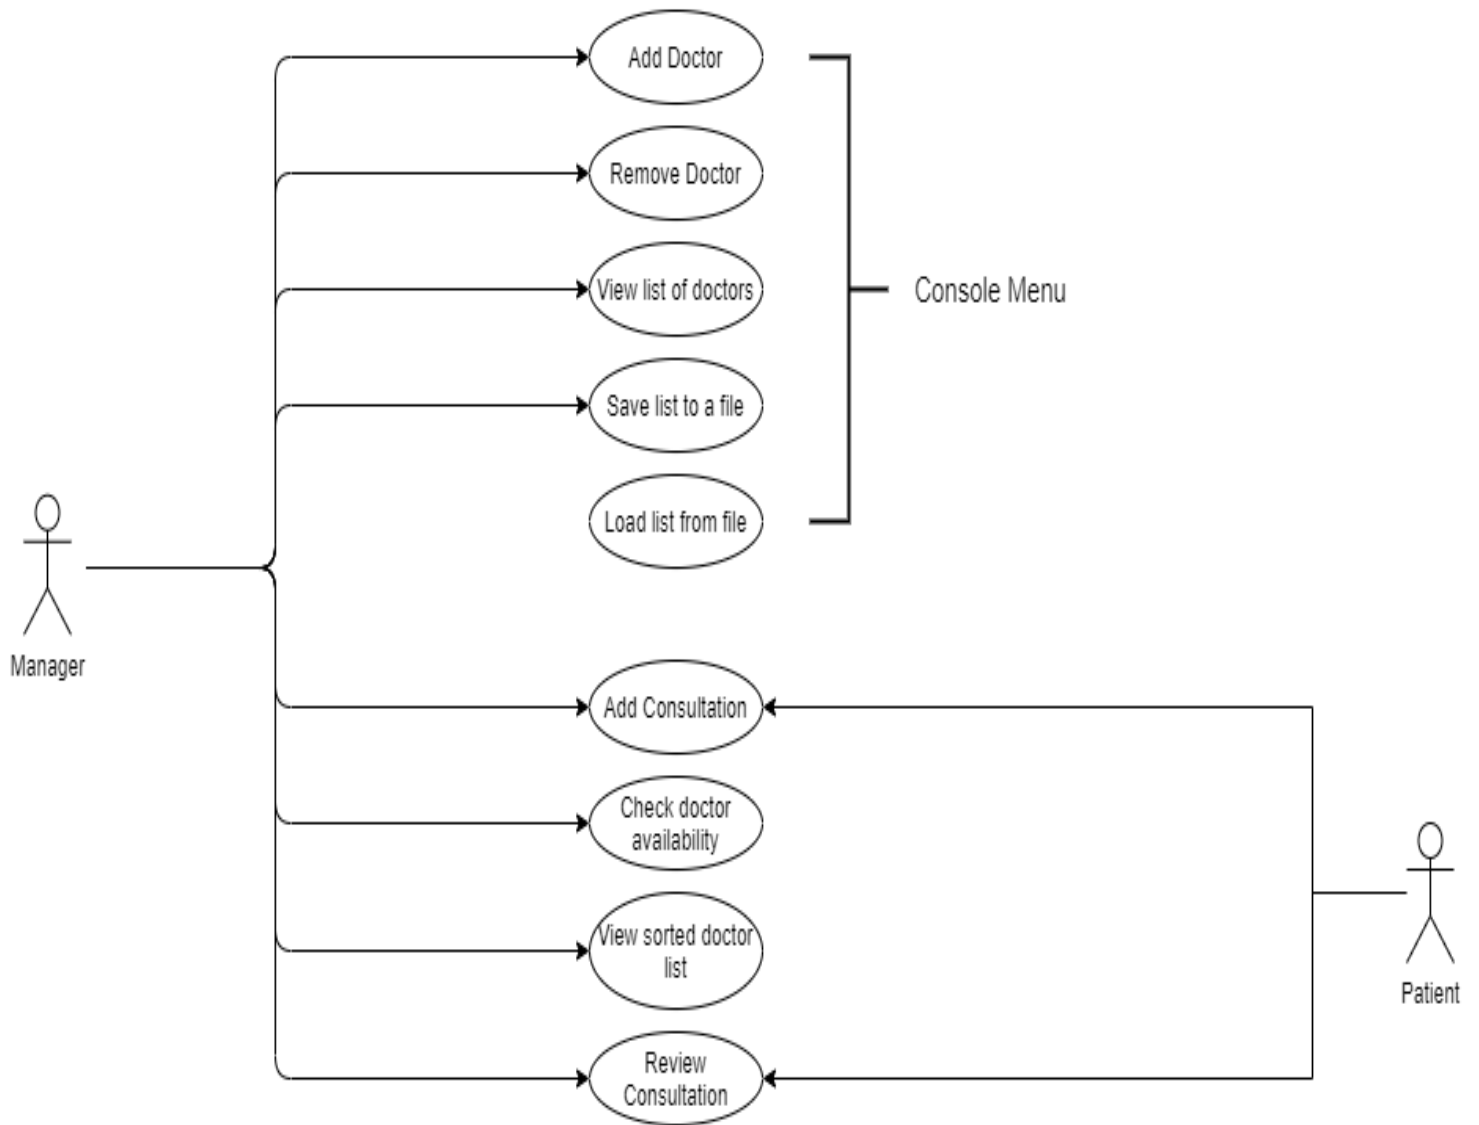 Add Doctor
Remove Doctor
View list of doctors
Console Menu
Save list to a file
Load list from file
Manager
Add Consultation
Check doctor
availability
View sorted doctor
list
Patient
Review
Consultation